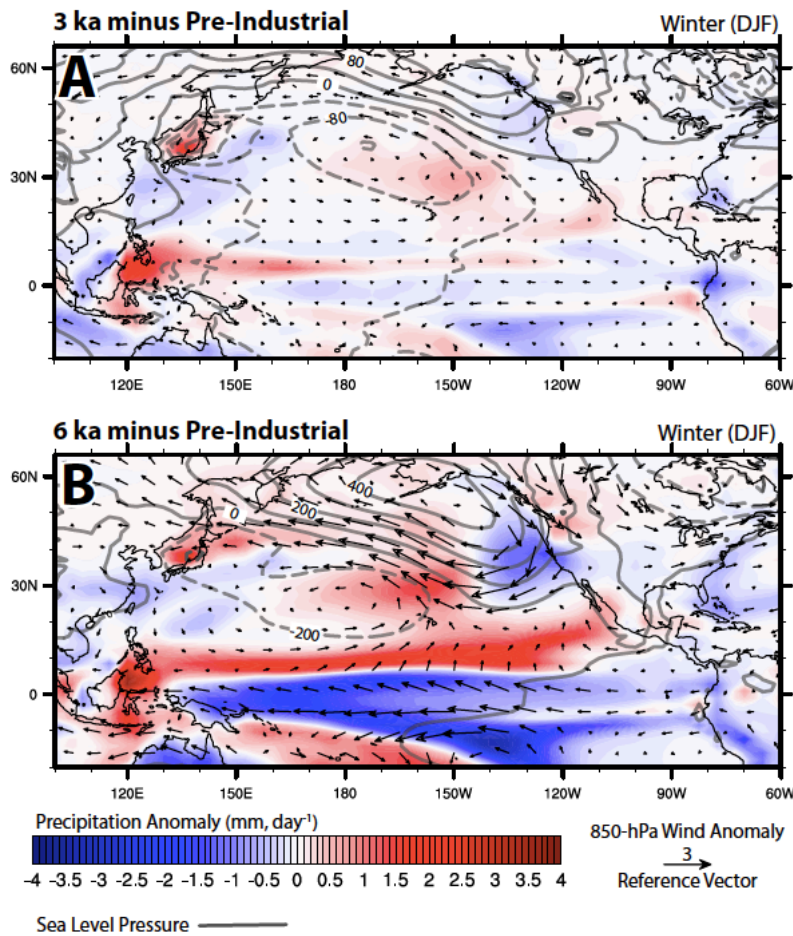 3 ka minus Pre-Industrial Winter (DJF)
A
60N
30N
0
80
0
-80
120E 150E 180 150W 120W 90W 60W
6 ka minus Pre-Industrial Winter (DJF)
B
60N
30N
0
400
200
0
-200
120E 150E 180 150W 120W 90W 60W
Precipitation Anomaly (mm, day⁻¹)
-4 -3.5 -3 -2.5 -2 -1.5 -1 -0.5 0 0.5 1 1.5 2 2.5 3 3.5 4
850-hPa Wind Anomaly
3
Reference Vector
Sea Level Pressure